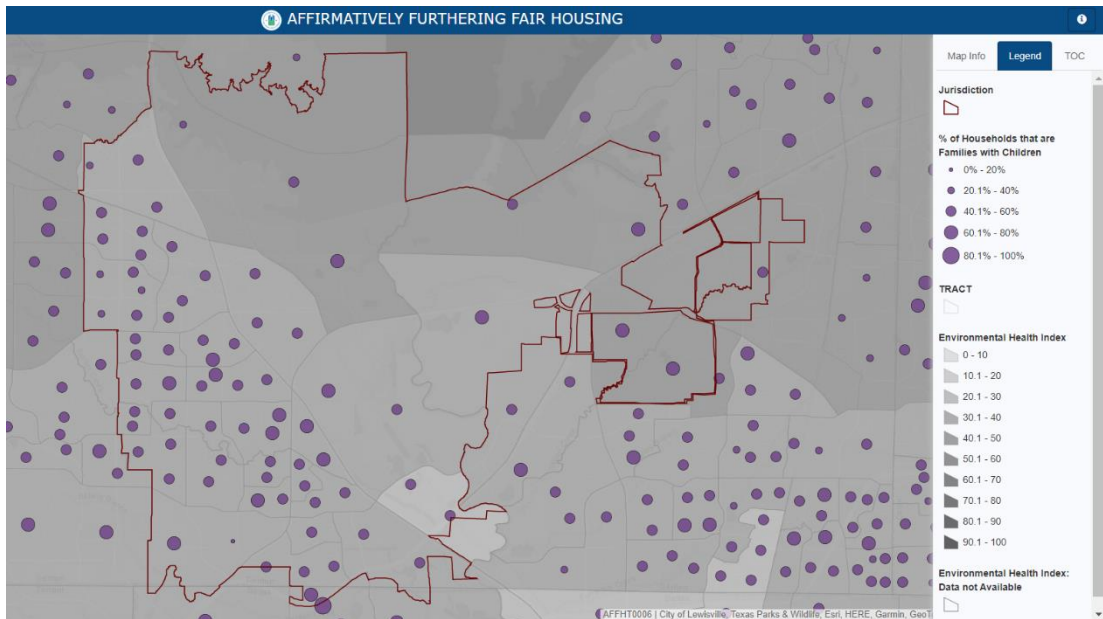 AFFIRMATIVELY FURTHERING FAIR HOUSING
Map Info Legend TOC
Jurisdiction
% of Households that are
Families with Children
0% - 20%
20.1% - 40%
40.1% - 60%
60.1% - 80%
80.1% - 100%
TRACT
Environmental Health Index
0 - 10
10.1 - 20
20.1 - 30
30.1 - 40
40.1 - 50
50.1 - 60
60.1 - 70
70.1 - 80
80.1 - 90
90.1 - 100
Environmental Health Index:
Data not Available
AFFHT0006 | City of Lewisville, Texas Parks & Wildlife, Esri, HERE, Garmin, GeoT